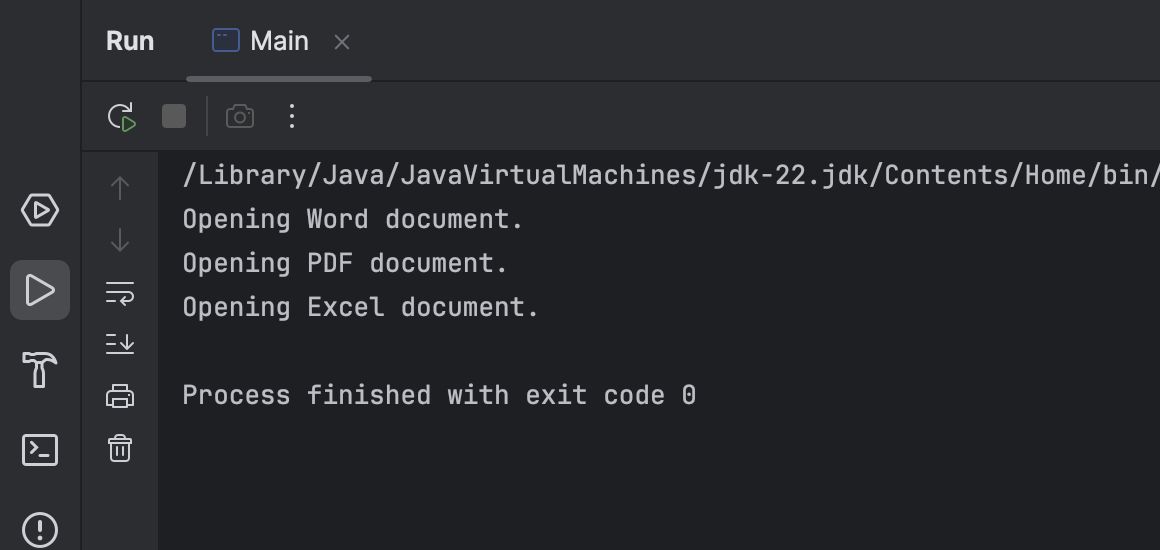 Run Main
/Library/Java/JavaVirtualMachines/jdk-22.jdk/Contents/Home/bin/
Opening Word document.
Opening PDF document.
Opening Excel document.
Process finished with exit code 0